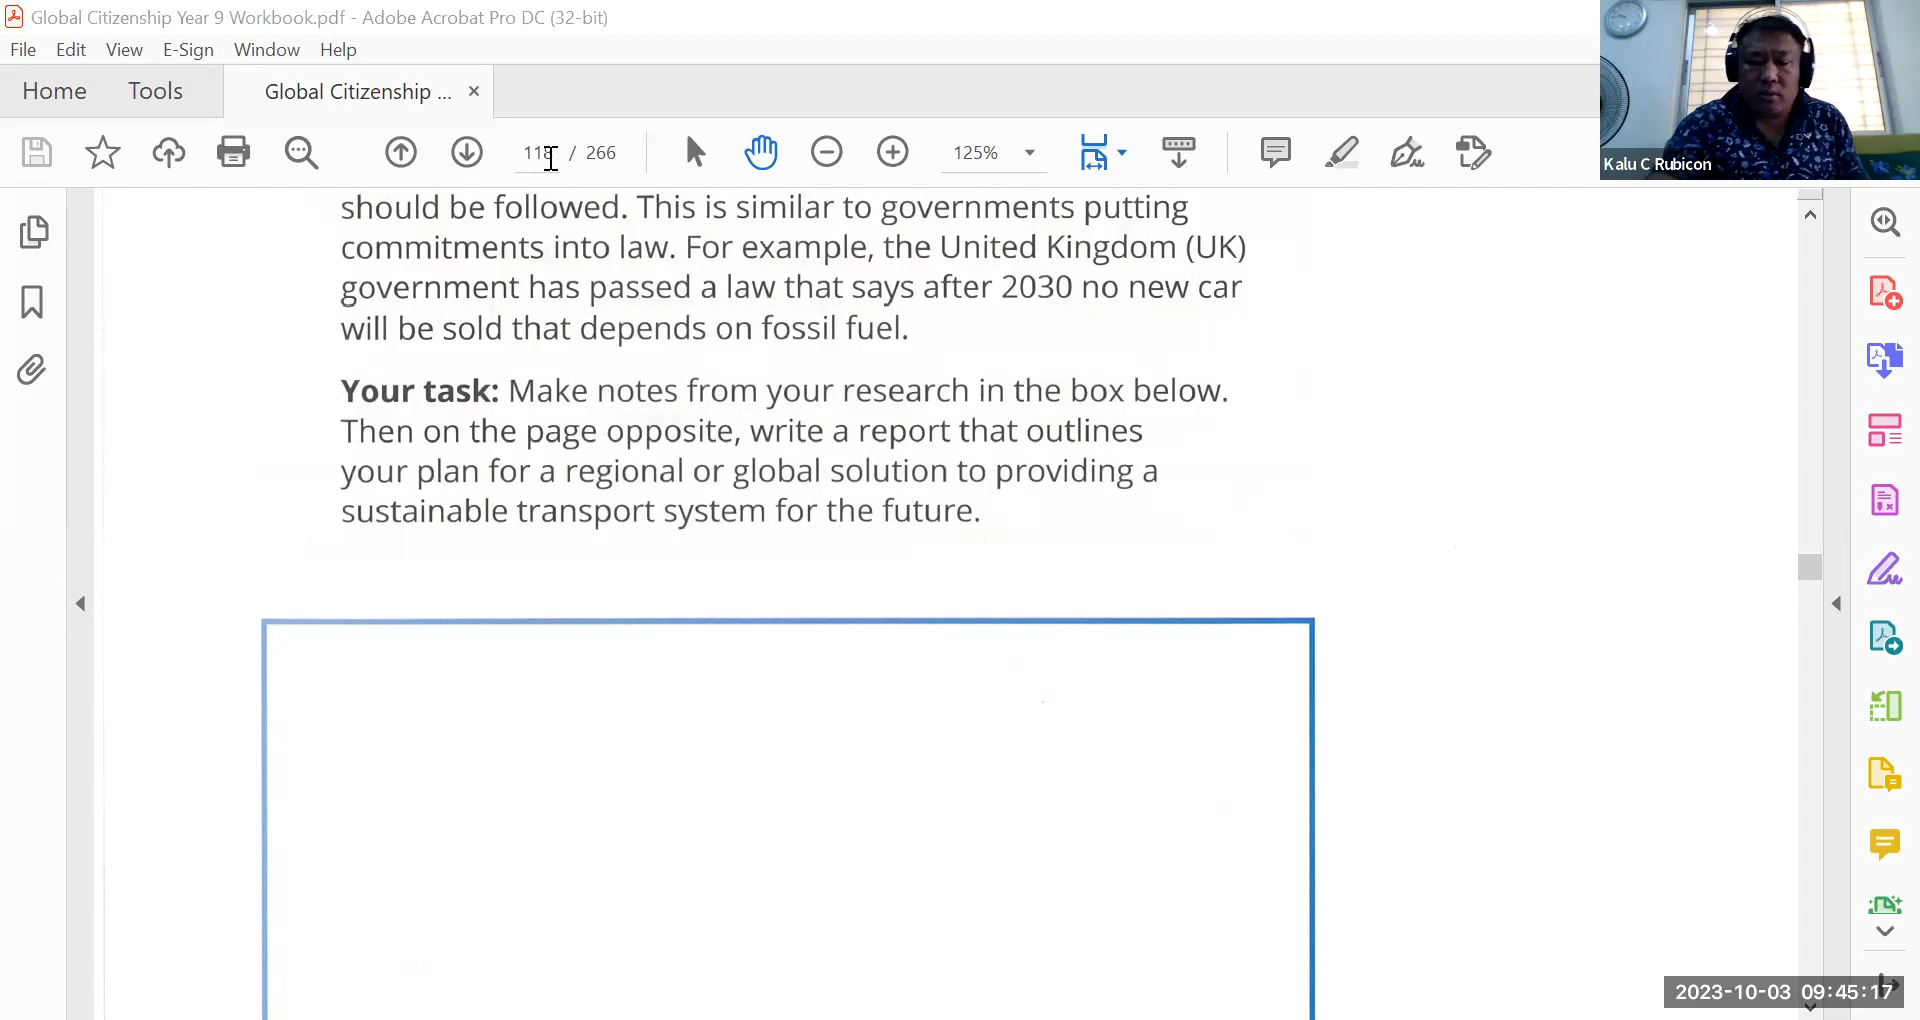 Global Citizenship Year 9 Workbook.pdf - Adobe Acrobat Pro DC (32-bit)
File Edit View E-Sign Window Help
Home Tools Global Citizenship ... ×
/ 266 125%
Kalu C Rubicon
should be followed. This is similar to governments putting
commitments into law. For example, the United Kingdom (UK)
government has passed a law that says after 2030 no new car
will be sold that depends on fossil fuel.
Your task: Make notes from your research in the box below.
Then on the page opposite, write a report that outlines
your plan for a regional or global solution to providing a
sustainable transport system for the future.
2023-10-03 09:45:17